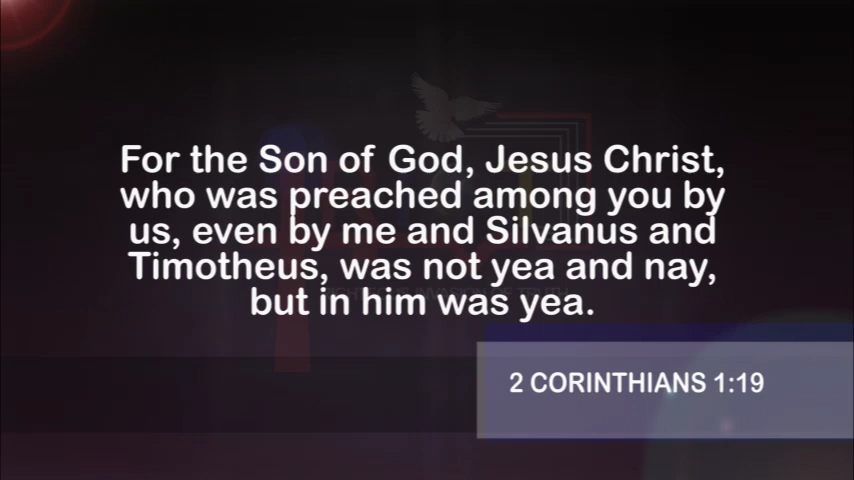 For the Son of God, Jesus Christ,
who was preached among you by
us, even by me and Silvanus and
Timotheus, was not yea and nay,
but in him was yea.
2 CORINTHIANS 1:19